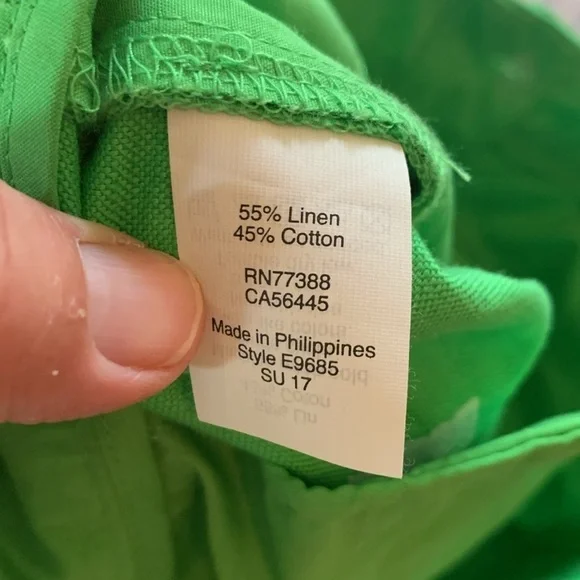 55% Linen
45% Cotton
RN77388
CA56445
Made in Philippines
Style E9685
SU 17